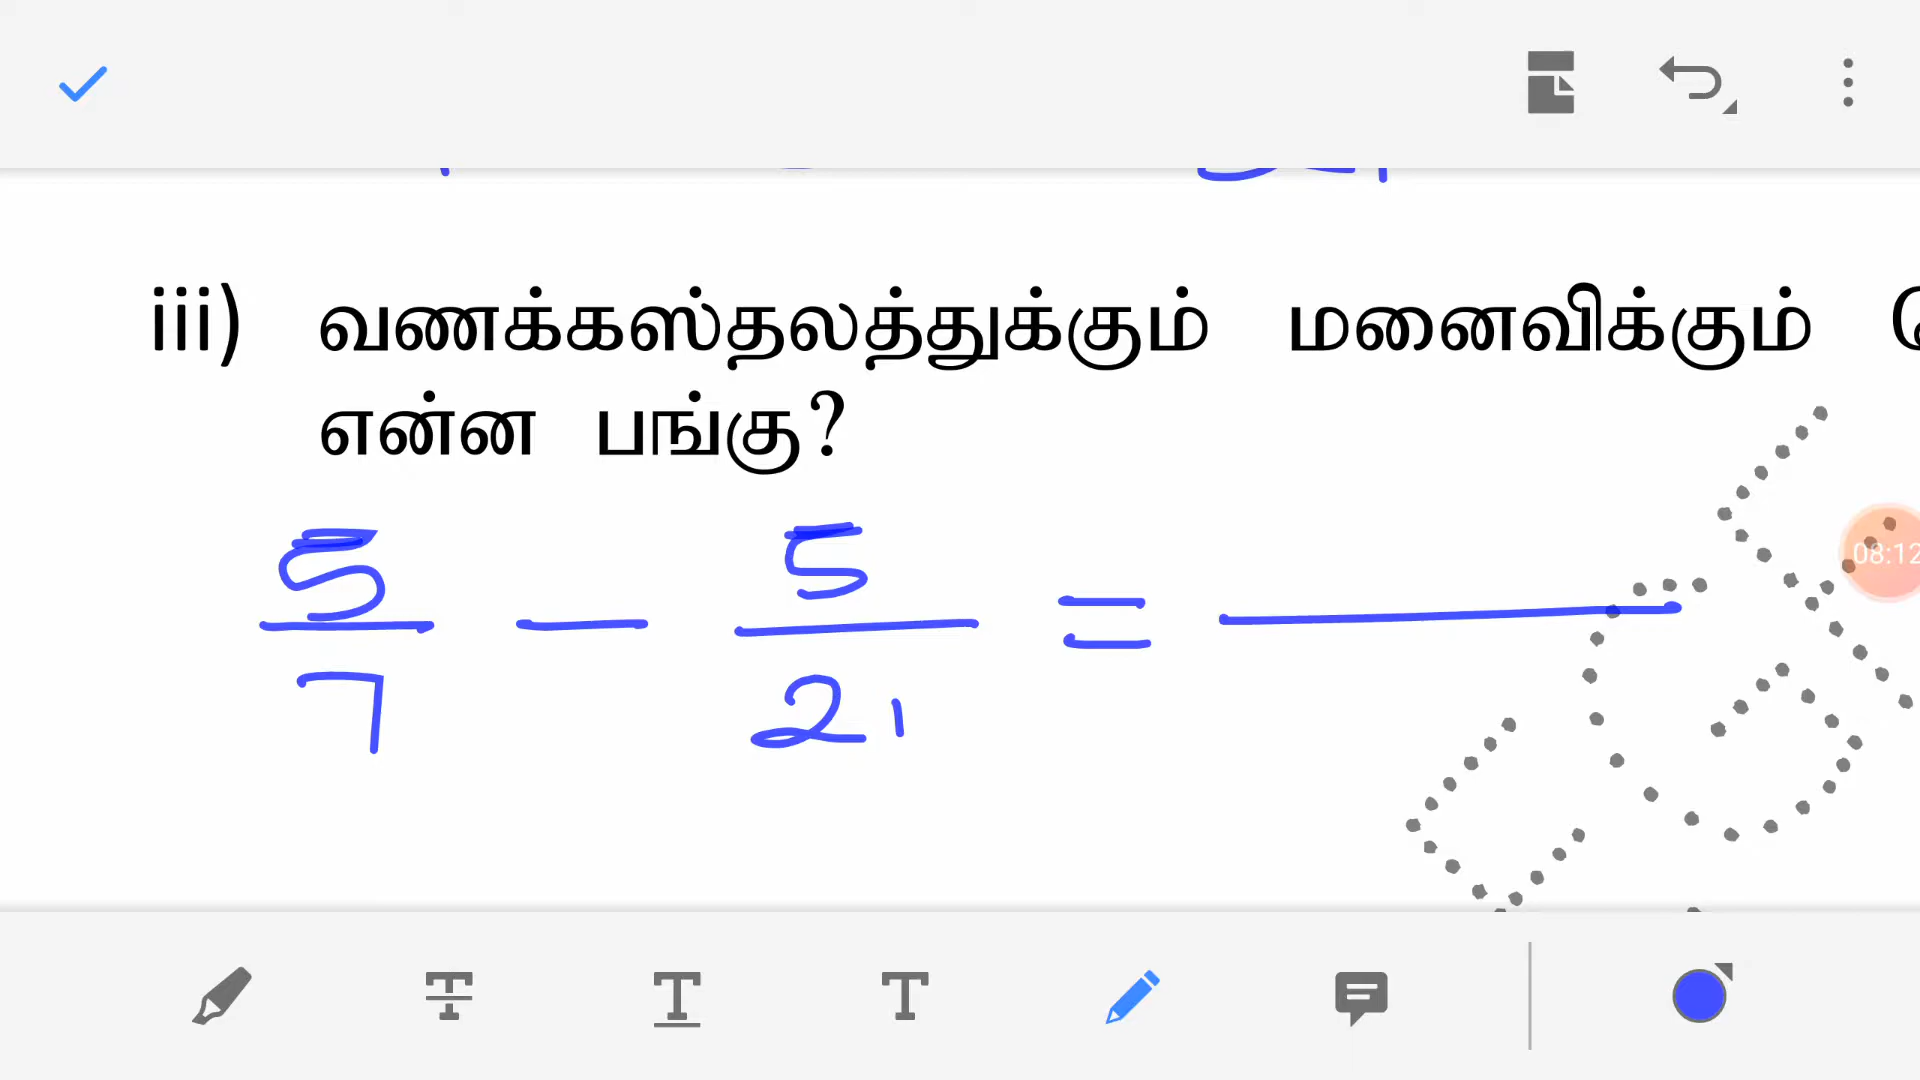 iii) வணக்கஸ்தலத்துக்கும் மனைவிக்கும்
என்ன பங்கு?
5/7 − 5/21 =
08:12